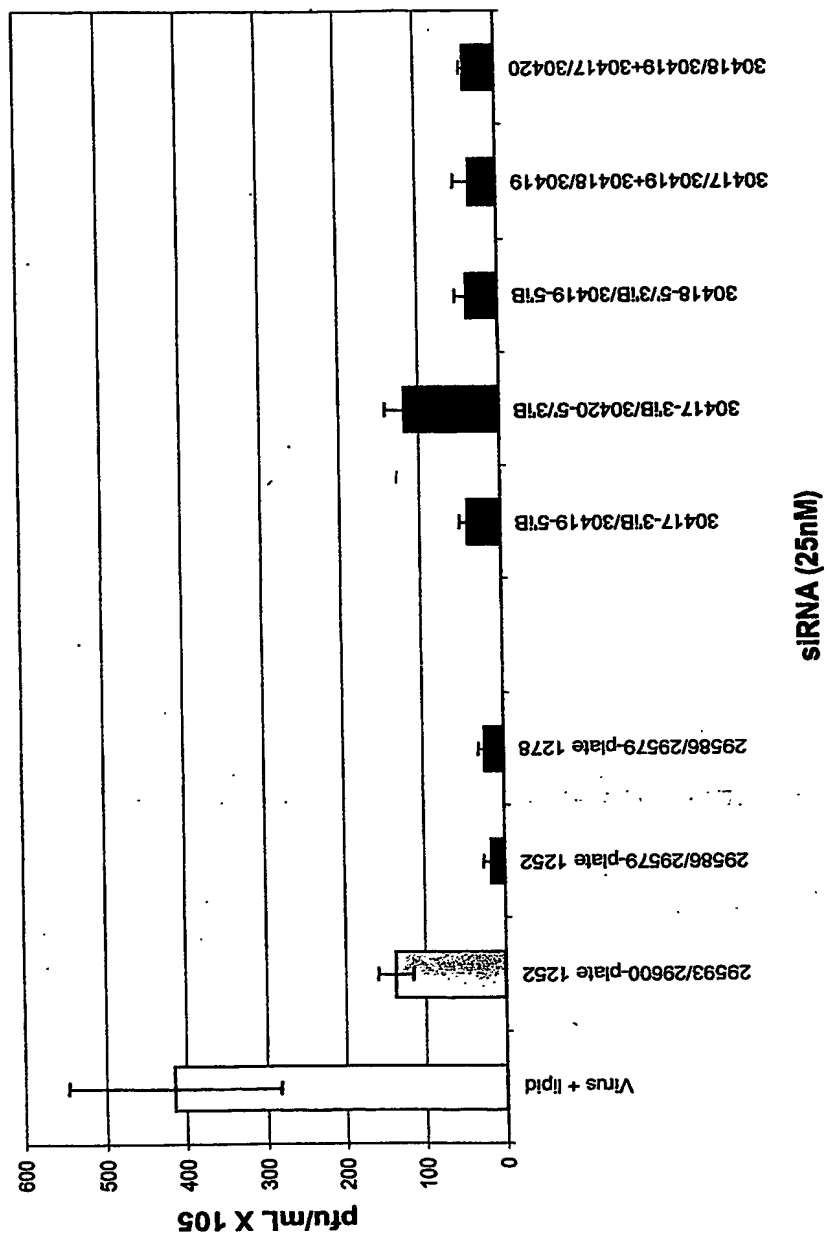 pfu/mL X 105
600
500
400
300
200
100
0
Virus + lipid
29593/29600-plate 1252
29586/29579-plate 1252
29586/29579-plate 1278
30417-3'iB/30419-5'iB
30417-3'iB/30420-5'/3'iB
30418-5'/3'iB/30419-5'iB
30417/30419+30418/30419
30418/30419+30417/30420
siRNA (25nM)